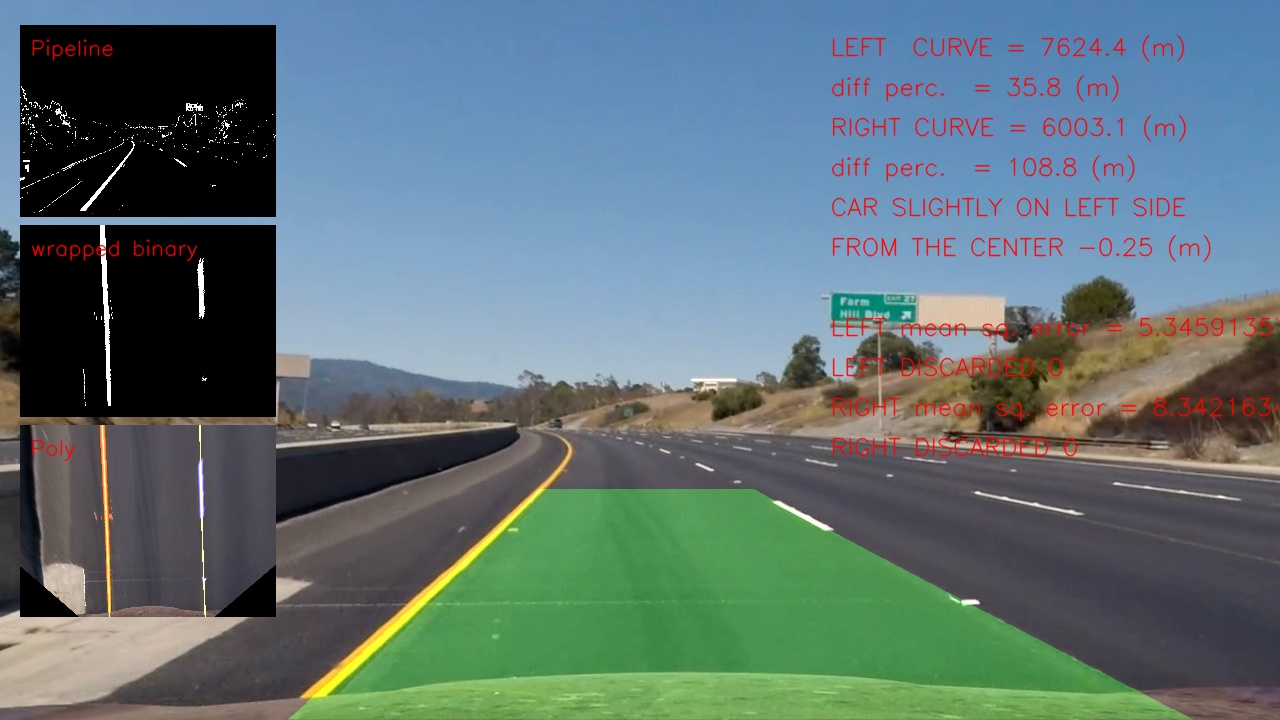 Pipeline
wrapped binary
Poly
LEFT CURVE = 7624.4 (m)
diff perc. = 35.8 (m)
RIGHT CURVE = 6003.1 (m)
diff perc. = 108.8 (m)
CAR SLIGHTLY ON LEFT SIDE
FROM THE CENTER -0.25 (m)
Farm
EXIT 27
Hill Blvd
LEFT mean sq. error = 5.3459135
LEFT DISCARDED 0
RIGHT mean sq. error = 8.342163
RIGHT DISCARDED 0